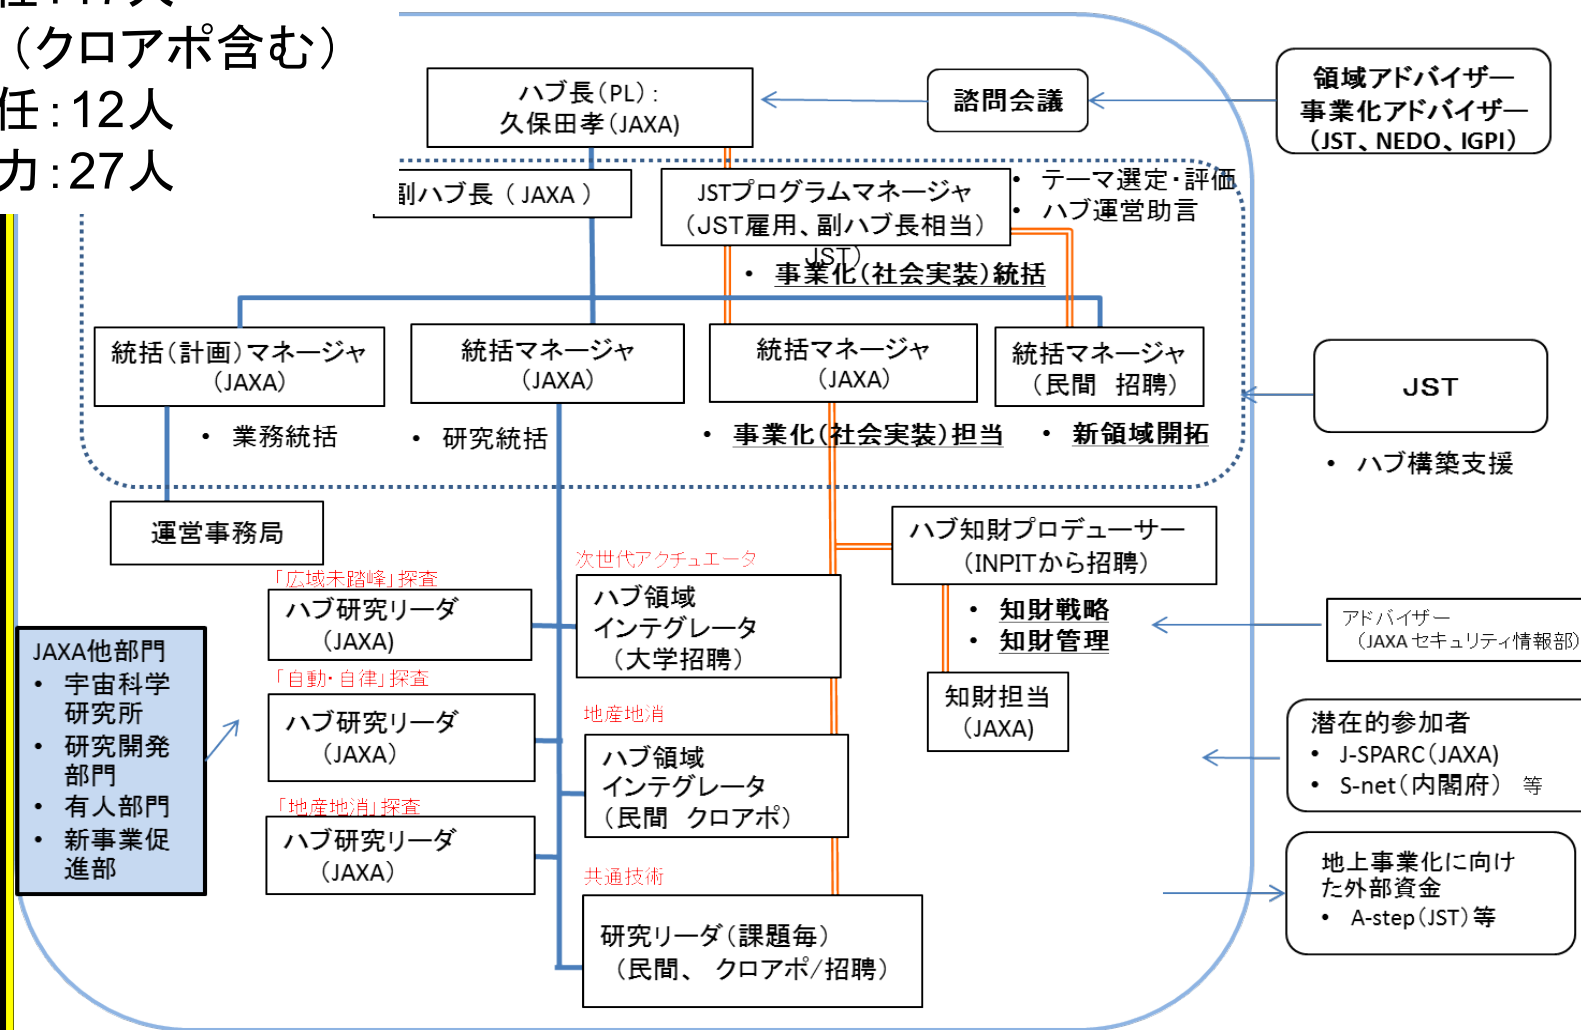 任:17人
(クロアポ含む)
任:12人
力:27人
ハブ長(PL):
久保田孝(JAXA)
諮問会議
領域アドバイザー
事業化アドバイザー
(JST、NEDO、IGPI)
副ハブ長(JAXA)
JSTプログラムマネージャ
(JST雇用、副ハブ長相当)
JST)
• テーマ選定・評価
• ハブ運営助言
• 事業化(社会実装)統括
統括(計画)マネージャ
(JAXA)
• 業務統括
統括マネージャ
(JAXA)
• 研究統括
統括マネージャ
(JAXA)
• 事業化(社会実装)担当
統括マネージャ
(民間 招聘)
• 新領域開拓
JST
• ハブ構築支援
運営事務局
「広域未踏峰」探査
ハブ研究リーダ
(JAXA)
「自動・自律」探査
ハブ研究リーダ
(JAXA)
「地産地消」探査
ハブ研究リーダ
(JAXA)
次世代アクチュエータ
ハブ領域
インテグレータ
(大学招聘)
地産地消
ハブ領域
インテグレータ
(民間 クロアポ)
共通技術
研究リーダ(課題毎)
(民間、 クロアポ/招聘)
ハブ知財プロデューサー
(INPITから招聘)
• 知財戦略
• 知財管理
知財担当
(JAXA)
JAXA他部門
• 宇宙科学
研究所
• 研究開発
部門
• 有人部門
• 新事業促
進部
アドバイザー
(JAXA セキュリティ情報部)
潜在的参加者
• J-SPARC(JAXA)
• S-net(内閣府) 等
地上事業化に向け
た外部資金
• A-step(JST)等